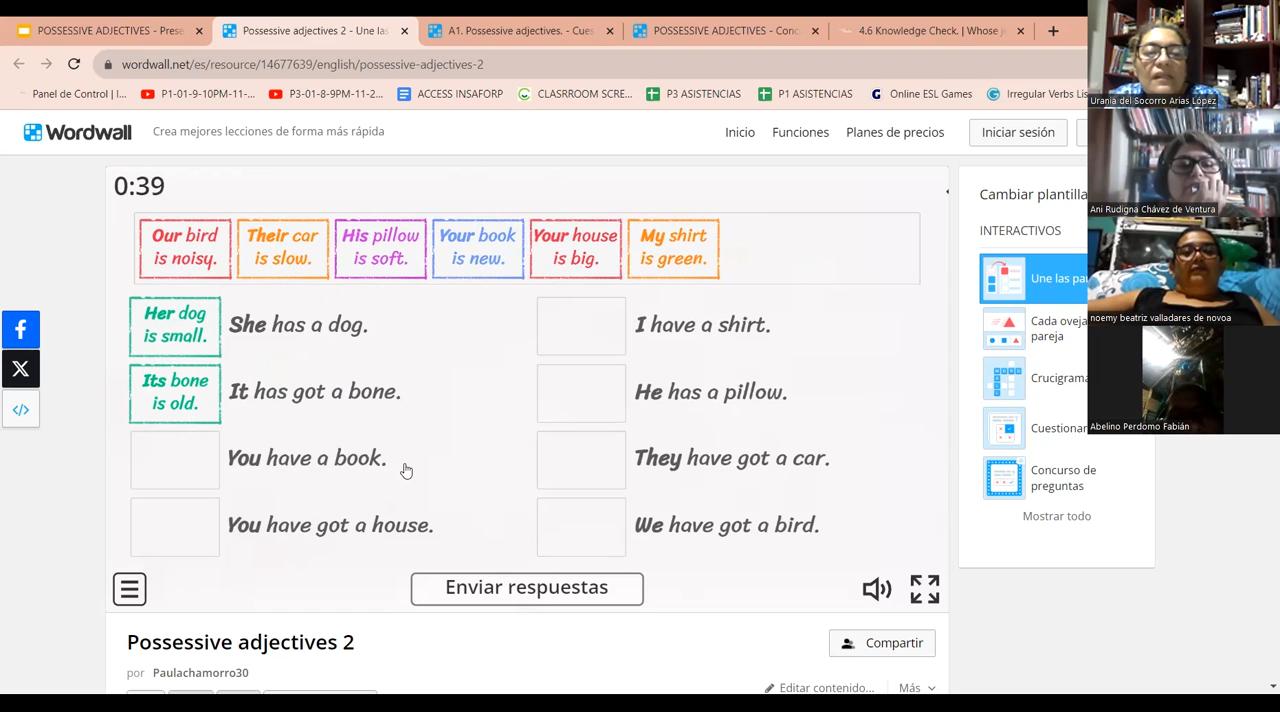 POSSESSIVE ADJECTIVES - Prese
Possessive adjectives 2 - Une las
A1. Possessive adjectives. - Cues
POSSESSIVE ADJECTIVES - Conc
4.6 Knowledge Check. | Whose j
wordwall.net/es/resource/14677639/english/possessive-adjectives-2
Panel de Control | I...
P1-01-9-10PM-11-...
P3-01-8-9PM-11-2...
ACCESS INSAFORP
CLASRROOM SCRE...
P3 ASISTENCIAS
P1 ASISTENCIAS
Online ESL Games
Irregular Verbs Lis
Wordwall
Crea mejores lecciones de forma más rápida
Inicio
Funciones
Planes de precios
Iniciar sesión
0:39
Our bird
is noisy.
Their car
is slow.
His pillow
is soft.
Your book
is new.
Your house
is big.
My shirt
is green.
Her dog
is small.
She has a dog.
I have a shirt.
Its bone
is old.
It has got a bone.
He has a pillow.
You have a book.
They have got a car.
You have got a house.
We have got a bird.
Enviar respuestas
Possessive adjectives 2
Compartir
por Paulachamorro30
Editar contenido...
Más
Cambiar plantilla
INTERACTIVOS
Une las pa
Cada oveja
pareja
Crucigrama
Cuestionar
Concurso de
preguntas
Mostrar todo
Urania del Socorro Arias López
Ani Rudigna Chávez de Ventura
noemy beatriz valladares de novoa
Abelino Perdomo Fabián